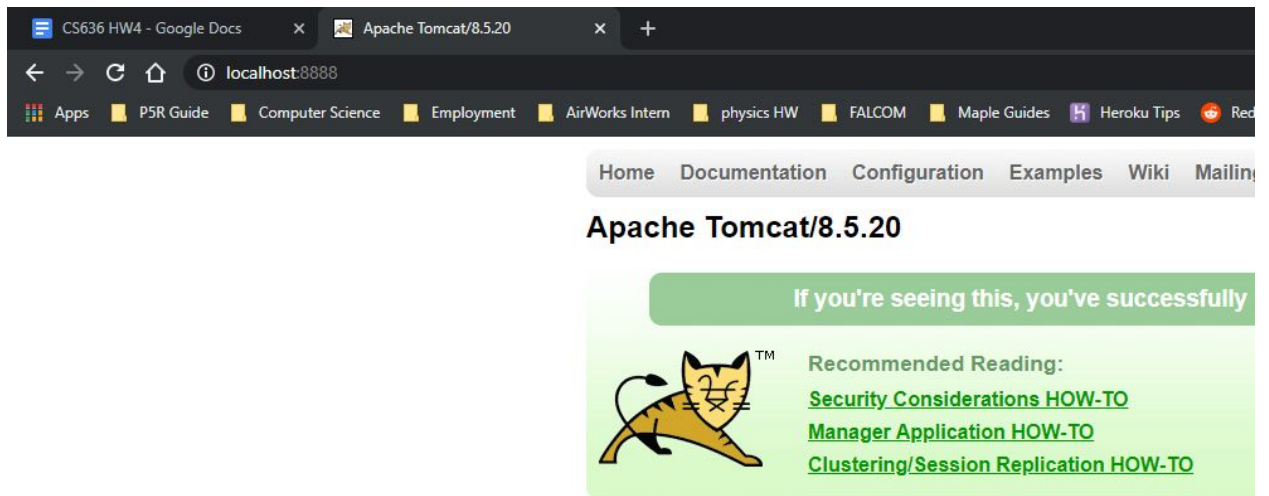 CS636 HW4 - Google Docs Apache Tomcat/8.5.20
localhost:8888
Apps P5R Guide Computer Science Employment AirWorks Intern physics HW FALCOM Maple Guides Heroku Tips Red
Home Documentation Configuration Examples Wiki Mailing
Apache Tomcat/8.5.20
If you're seeing this, you've successfully
TM
Recommended Reading:
Security Considerations HOW-TO
Manager Application HOW-TO
Clustering/Session Replication HOW-TO